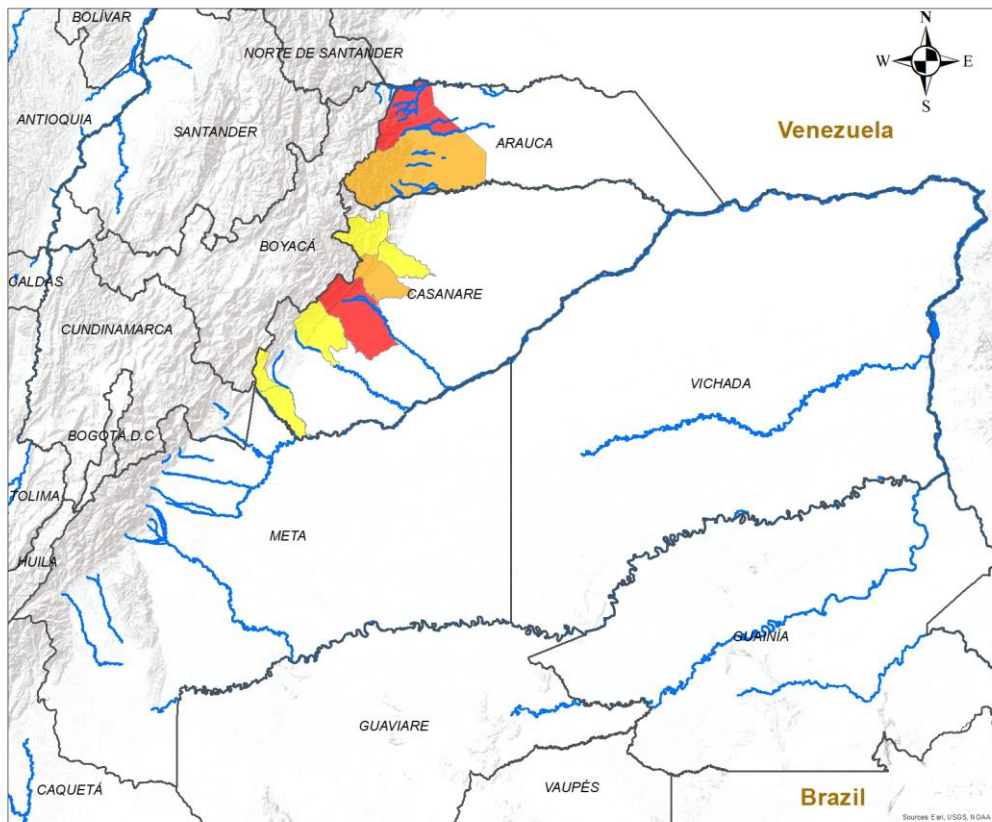 BOLÍVAR
N
NORTE DE SANTANDER
W
E
S
ANTIOQUIA
SANTANDER
Venezuela
ARAUCA
BOYACÁ
CALDAS
CASANARE
CUNDINAMARCA
VICHADA
BOGOTÁ D.C
TOLIMA
META
HUILA
GUAINÍA
GUAVIARE
CAQUETÁ
VAUPÉS
Brazil
Sources: Esri, USGS, NOAA